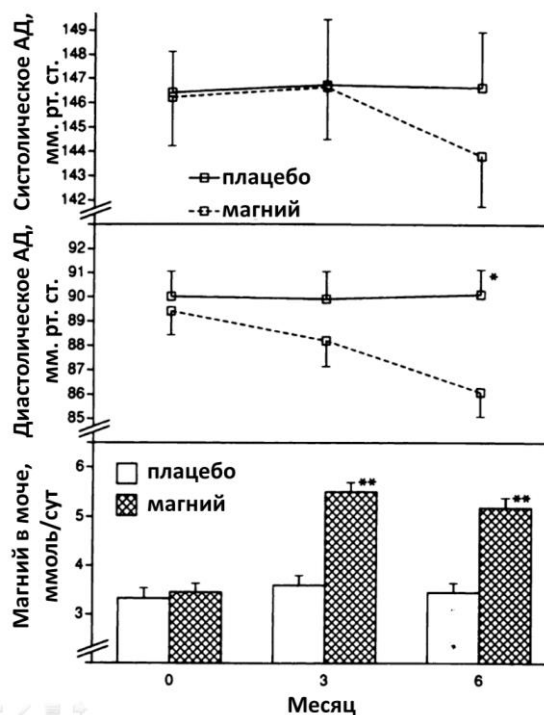 Систолическое АД,
мм. рт. ст.
149
148
147
146
145
144
143
142
плацебо
магний
Диастолическое АД,
мм. рт. ст.
92
91
90
89
88
87
86
85
*
Магний в моче,
ммоль/сут
6
5
4
3
плацебо
магний
**
**
0
3
6
Месяц